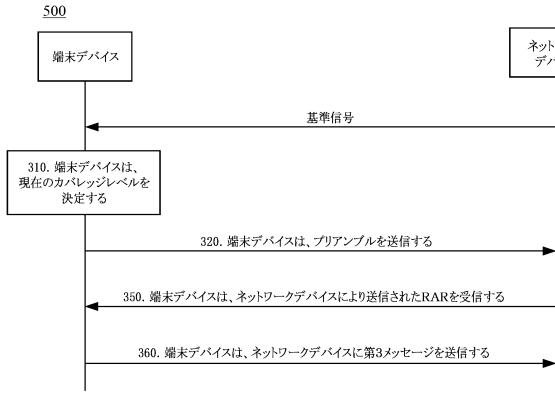 500
端末デバイス
ネット
デバ
基準信号
310. 端末デバイスは、
現在のカバレッジレベルを
決定する
320. 端末デバイスは、プリアンブルを送信する
350. 端末デバイスは、ネットワークデバイスにより送信されたRARを受信する
360. 端末デバイスは、ネットワークデバイスに第3メッセージを送信する